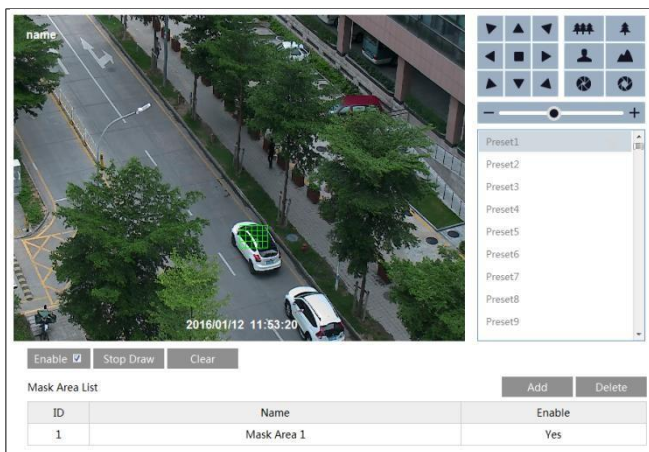 name
2016/01/12 11:53:20
Preset1
Preset2
Preset3
Preset4
Preset5
Preset6
Preset7
Preset8
Preset9
Enable Stop Draw Clear
Mask Area List Add Delete
ID Name Enable
1 Mask Area 1 Yes